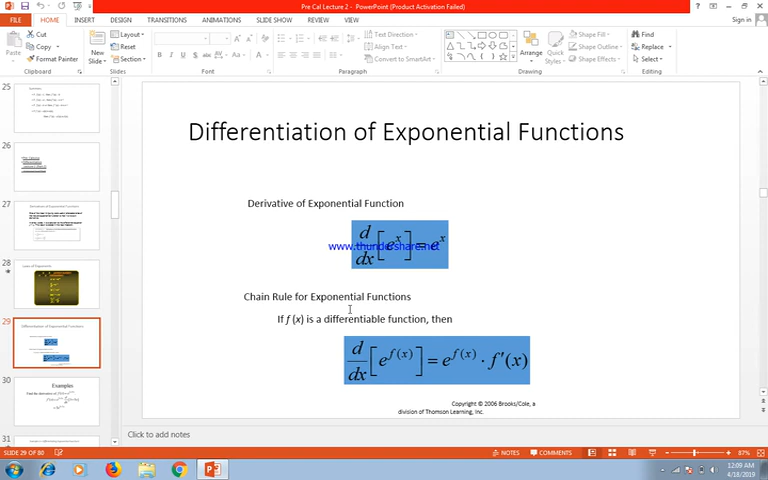 Pre Cal Lecture 2 - PowerPoint (Product Activation Failed)
FILE HOME INSERT DESIGN TRANSITIONS ANIMATIONS SLIDE SHOW REVIEW VIEW Sign in
Paste
Cut
Copy
Format Painter
Clipboard
New Slide
Layout
Reset
Section
Slides
Font
Text Direction
Align Text
Convert to SmartArt
Paragraph
Arrange
Quick Styles
Shape Fill
Shape Outline
Shape Effects
Drawing
Find
Replace
Select
Editing
25
26
27
28
29
30
Examples
31
Differentiation of Exponential Functions
Derivative of Exponential Function
d/dx [e^x] = e^x
www.thundershare.net
Chain Rule for Exponential Functions
If f (x) is a differentiable function, then
d/dx [e^{f(x)}] = e^{f(x)} · f′(x)
Copyright © 2006 Brooks/Cole, a
division of Thomson Learning, Inc.
Click to add notes
SLIDE 29 OF 80 NOTES COMMENTS 87%
12:09 AM
4/18/2019